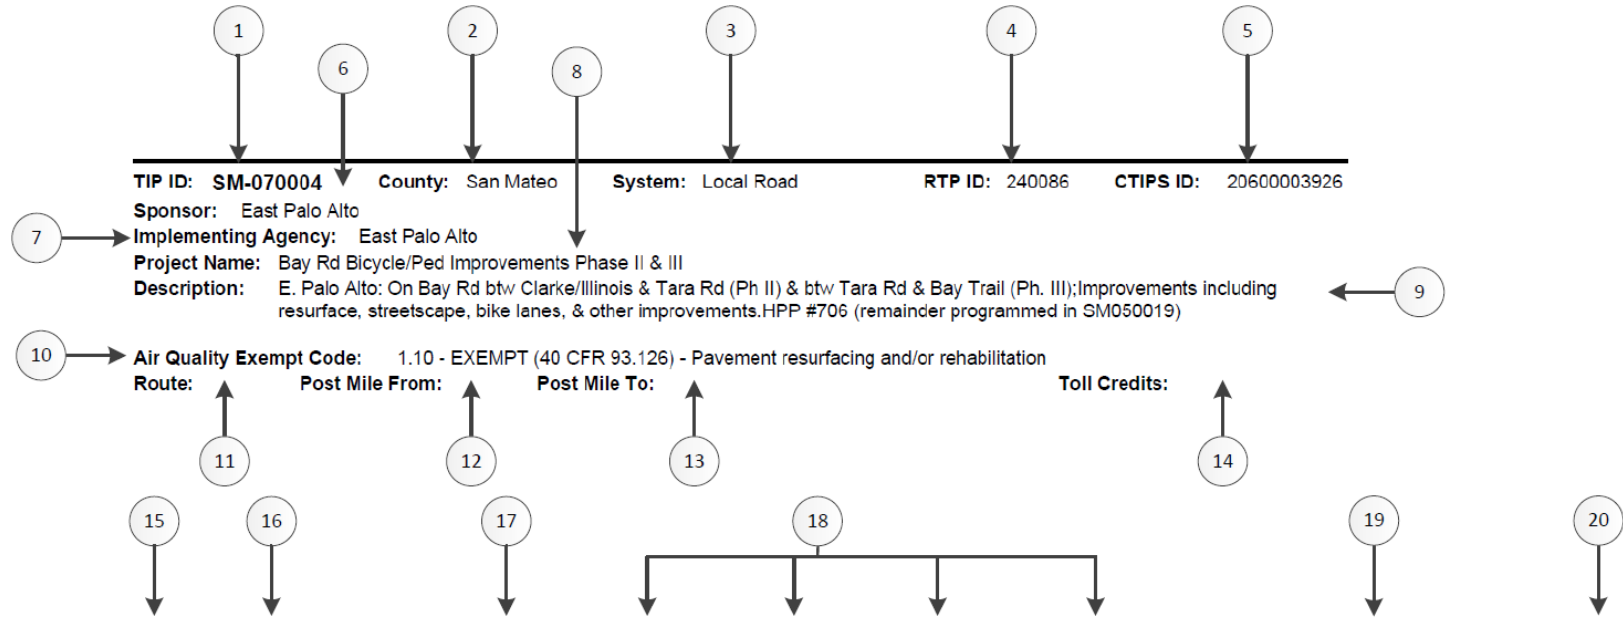 1 2 3 4 5
6 8
TIP ID: SM-070004 County: San Mateo System: Local Road RTP ID: 240086 CTIPS ID: 20600003926
Sponsor: East Palo Alto
7 Implementing Agency: East Palo Alto
Project Name: Bay Rd Bicycle/Ped Improvements Phase II & III
Description: E. Palo Alto: On Bay Rd btw Clarke/Illinois & Tara Rd (Ph II) & btw Tara Rd & Bay Trail (Ph. III);Improvements including 9
resurface, streetscape, bike lanes, & other improvements.HPP #706 (remainder programmed in SM050019)
10 Air Quality Exempt Code: 1.10 - EXEMPT (40 CFR 93.126) - Pavement resurfacing and/or rehabilitation
Route: Post Mile From: Post Mile To: Toll Credits:
11 12 13 14
15 16 17 18 19 20